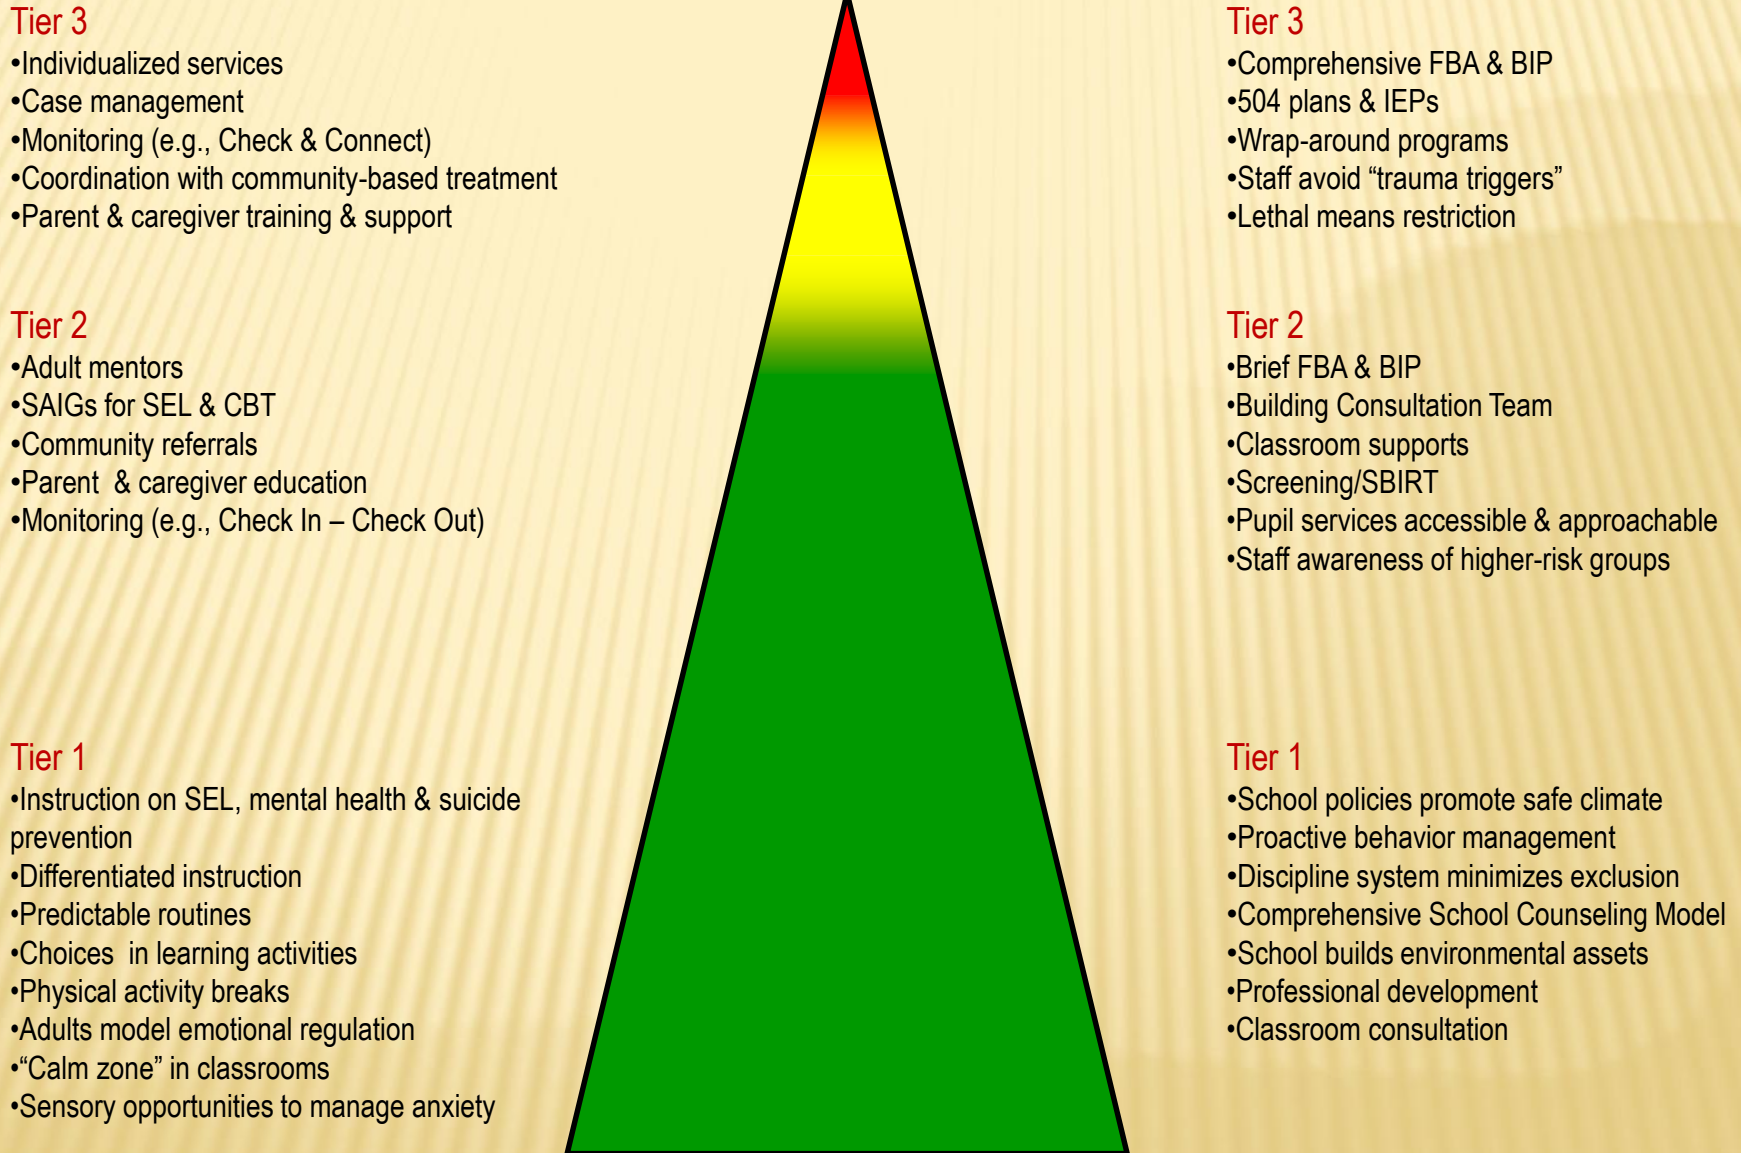 Tier 3
•Individualized services
•Case management
•Monitoring (e.g., Check & Connect)
•Coordination with community-based treatment
•Parent & caregiver training & support
Tier 2
•Adult mentors
•SAIGs for SEL & CBT
•Community referrals
•Parent  & caregiver education
•Monitoring (e.g., Check In – Check Out)
Tier 1
•Instruction on SEL, mental health & suicide
prevention
•Differentiated instruction
•Predictable routines
•Choices  in learning activities
•Physical activity breaks
•Adults model emotional regulation
•“Calm zone” in classrooms
•Sensory opportunities to manage anxiety
Tier 3
•Comprehensive FBA & BIP
•504 plans & IEPs
•Wrap-around programs
•Staff avoid “trauma triggers”
•Lethal means restriction
Tier 2
•Brief FBA & BIP
•Building Consultation Team
•Classroom supports
•Screening/SBIRT
•Pupil services accessible & approachable
•Staff awareness of higher-risk groups
Tier 1
•School policies promote safe climate
•Proactive behavior management
•Discipline system minimizes exclusion
•Comprehensive School Counseling Model
•School builds environmental assets
•Professional development
•Classroom consultation